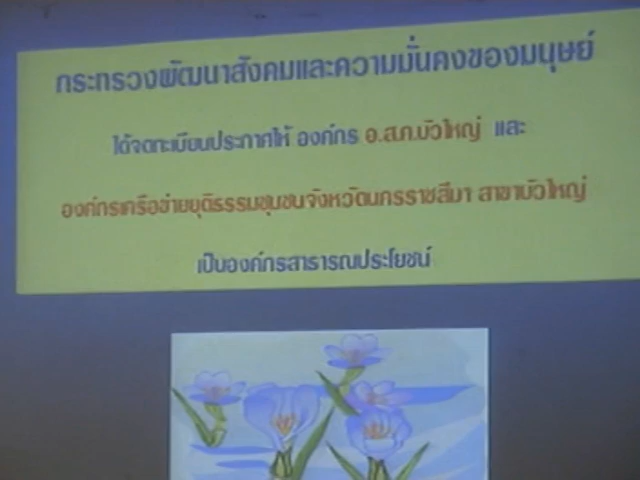 กระทรวงพัฒนาสังคมและความมั่นคงของมนุษย์
ได้จดทะเบียนประกาศให้ องค์กร อ.ส.ค.บัวใหญ่ และ
องค์กรเครือข่ายยุติธรรมชุมชนจังหวัดนครราชสีมา สาขาบัวใหญ่
เป็นองค์กรสาธารณประโยชน์